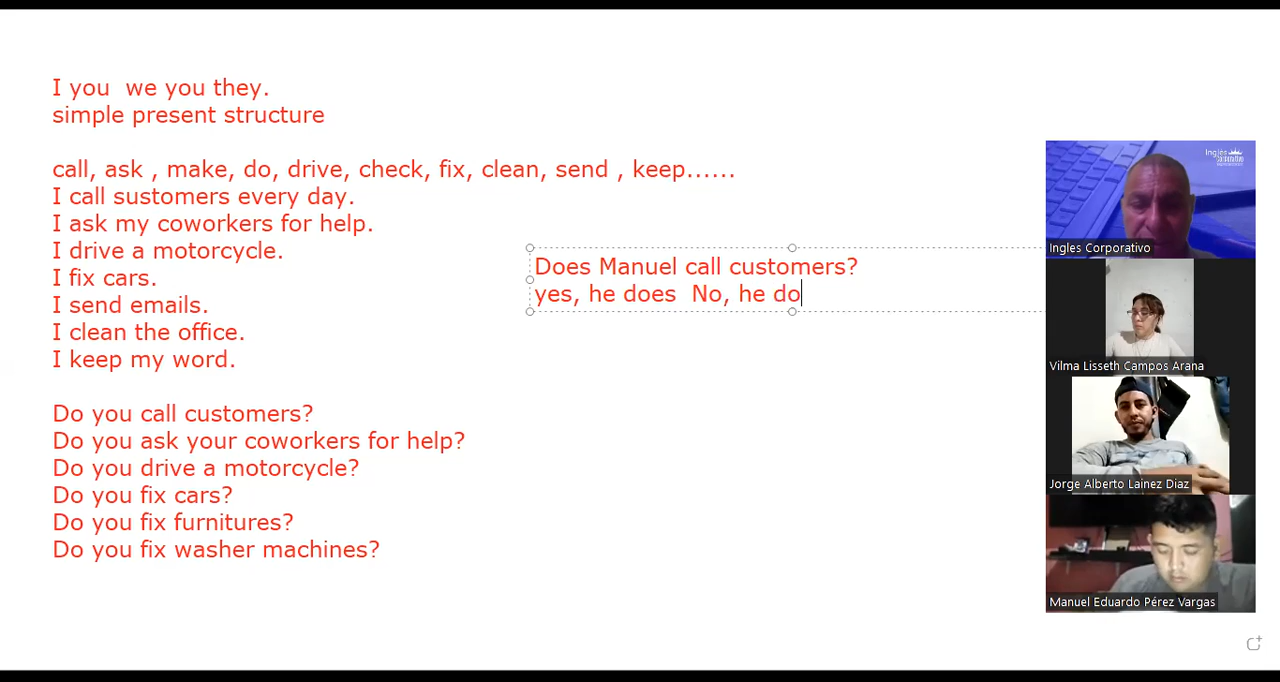 I you  we you they.
simple present structure
call, ask , make, do, drive, check, fix, clean, send , keep......
I call sustomers every day.
I ask my coworkers for help.
I drive a motorcycle.
I fix cars.
I send emails.
I clean the office.
I keep my word.
Do you call customers?
Do you ask your coworkers for help?
Do you drive a motorcycle?
Do you fix cars?
Do you fix furnitures?
Do you fix washer machines?
Does Manuel call customers?
yes, he does  No, he do
Ingles
Corporativo
Ingles Corporativo
Vilma Lisseth Campos Arana
Jorge Alberto Lainez Diaz
Manuel Eduardo Pérez Vargas